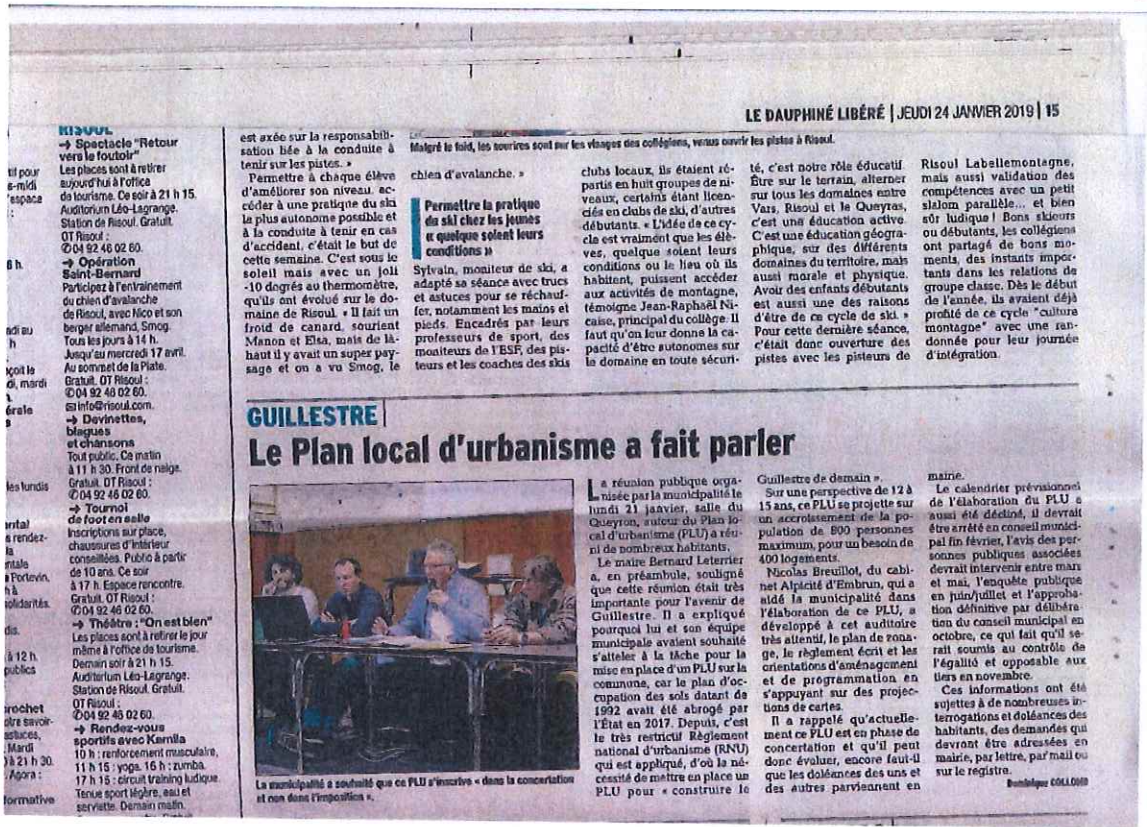 LE DAUPHINÉ LIBÉRÉ | JEUDI 24 JANVIER 2019 | 15
tif pour
s-midi
l'espace
:
6 h.
di au
h
çoit le
di, mardi
érale
les lundis
ental
s rendez-
la
entale
e Portevin,
h à
solidarités.
dis.
à 12 h.
publics
prochet
otre savoir-
astuces,
. Mardi
0 à 21 h 30.
. Agora :
formative
RISOUL
→ Spectacle "Retour
vers le foutoir"
Les places sont à retirer
aujourd'hui à l'office
de tourisme. Ce soir à 21 h 15.
Auditorium Léo-Lagrange.
Station de Risoul. Gratuit.
OT Risoul :
✆04 92 46 02 60.
→ Opération
Saint-Bernard
Participez à l'entrainement
du chien d'avalanche
de Risoul, avec Nico et son
berger allemand, Smog.
Tous les jours à 14 h.
Jusqu'au mercredi 17 avril.
Au sommet de la Plate.
Gratuit. OT Risoul :
✆04 92 46 02 60.
✉info@risoul.com.
→ Devinettes,
blagues
et chansons
Tout public. Ce matin
à 11 h 30. Front de neige.
Gratuit. OT Risoul :
✆04 92 46 02 60.
→ Tournoi
de foot en salle
Inscriptions sur place,
chaussures d'intérieur
conseillées. Public à partir
de 10 ans. Ce soir
à 17 h. Espace rencontre.
Gratuit. OT Risoul :
✆04 92 46 02 60.
→ Théâtre : "On est bien"
Les places sont à retirer le jour
même à l'office de tourisme.
Demain soir à 21 h 15.
Auditorium Léo-Lagrange.
Station de Risoul. Gratuit.
OT Risoul :
✆04 92 46 02 60.
→ Rendez-vous
sportifs avec Kamila
10 h : renforcement musculaire,
11 h 15 : yoga. 16 h : zumba.
17 h 15 : circuit training ludique.
Tenue sport légère, eau et
serviette. Demain matin.
est axée sur la responsabili-
sation bée à la conduite à
tenir sur les pistes. »
Permettre à chaque élève
d'améliorer son niveau, ac-
céder à une pratique du ski
la plus autonome possible et
à la conduite à tenir en cas
d'accident, c'était le but de
cette semaine. C'est sous le
soleil mais avec un joli
-10 degrés au thermomètre,
qu'ils ont évolué sur le do-
maine de Risoul. « Il fait un
froid de canard, sourient
Manon et Elsa, mais de là-
haut il y avait un super pay-
sage et on a vu Smog, le
Malgré le froid, les sourires sont sur les visages des collégiens, venus ouvrir les pistes à Risoul.
chien d'avalanche. »
Permettre la pratique
du ski chez les jeunes
« quelque soient leurs
conditions »
Sylvain, moniteur de ski, a
adapté sa séance avec trucs
et astuces pour se réchauf-
fer, notamment les mains et
pieds. Encadrés par leurs
professeurs de sport, des
moniteurs de l'ESF, des pis-
teurs et les coaches des skis
clubs locaux, ils étaient ré-
partis en huit groupes de ni-
veaux, certains étant licen-
ciés en clubs de ski, d'autres
débutants. « L'idée de ce cy-
cle est vraiment que les élè-
ves, quelque soient leurs
conditions ou le lieu où ils
habitent, puissent accéder
aux activités de montagne,
témoigne Jean-Raphaël Ni-
caise, principal du collège. Il
faut qu'on leur donne la ca-
pacité d'être autonomes sur
le domaine en toute sécuri-
té, c'est notre rôle éducatif.
Être sur le terrain, alterner
sur tous les domaines entre
Vars, Risoul et le Queyras,
c'est une éducation active.
C'est une éducation géogra-
phique, sur des différents
domaines du territoire, mais
aussi morale et physique.
Avoir des enfants débutants
est aussi une des raisons
d'être de ce cycle de ski. »
Pour cette dernière séance,
c'était donc ouverture des
pistes avec les pisteurs de
Risoul Labellemontagne,
mais aussi validation des
compétences avec un petit
slalom parallèle... et bien
sûr ludique ! Bons skieurs
ou débutants, les collégiens
ont partagé de bons mo-
ments, des instants impor-
tants dans les relations de
groupe classe. Dès le début
de l'année, ils avaient déjà
profité de ce cycle "culture
montagne" avec une ran-
donnée pour leur journée
d'intégration.
GUILLESTRE |
Le Plan local d'urbanisme a fait parler
La municipalité a souhaité que ce PLU s'inscrive « dans la concertation
et non dans l'imposition ».
La réunion publique orga-
nisée par la municipalité le
lundi 21 janvier, salle du
Queyron, autour du Plan lo-
cal d'urbanisme (PLU) a réu-
ni de nombreux habitants.
Le maire Bernard Leterrier
a, en préambule, souligné
que cette réunion était très
importante pour l'avenir de
Guillestre. Il a expliqué
pourquoi lui et son équipe
municipale avaient souhaité
s'atteler à la tâche pour la
mise en place d'un PLU sur la
commune, car le plan d'oc-
cupation des sols datant de
1992 avait été abrogé par
l'État en 2017. Depuis, c'est
le très restrictif Règlement
national d'urbanisme (RNU)
qui est appliqué, d'où la né-
cessité de mettre en place un
PLU pour « construire le
Guillestre de demain ».
Sur une perspective de 12 à
15 ans, ce PLU se projette sur
un accroissement de la po-
pulation de 800 personnes
maximum, pour un besoin de
400 logements.
Nicolas Breuillot, du cabi-
net Alpicité d'Embrun, qui a
aidé la municipalité dans
l'élaboration de ce PLU, a
développé à cet auditoire
très attentif, le plan de zona-
ge, le règlement écrit et les
orientations d'aménagement
et de programmation en
s'appuyant sur des projec-
tions de cartes.
Il a rappelé qu'actuelle-
ment ce PLU est en phase de
concertation et qu'il peut
donc évoluer, encore faut-il
que les doléances des uns et
des autres parviennent en
mairie.
Le calendrier prévisionnel
de l'élaboration du PLU a
aussi été décliné, il devrait
être arrêté en conseil munici-
pal fin février, l'avis des per-
sonnes publiques associées
devrait intervenir entre mars
et mai, l'enquête publique
en juin/juillet et l'approba-
tion définitive par délibéra-
tion du conseil municipal en
octobre, ce qui fait qu'il se-
rait soumis au contrôle de
l'égalité et opposable aux
tiers en novembre.
Ces informations ont été
sujettes à de nombreuses in-
terrogations et doléances des
habitants, des demandes qui
devront être adressées en
mairie, par lettre, par mail ou
sur le registre.
Dominique COLLOMB